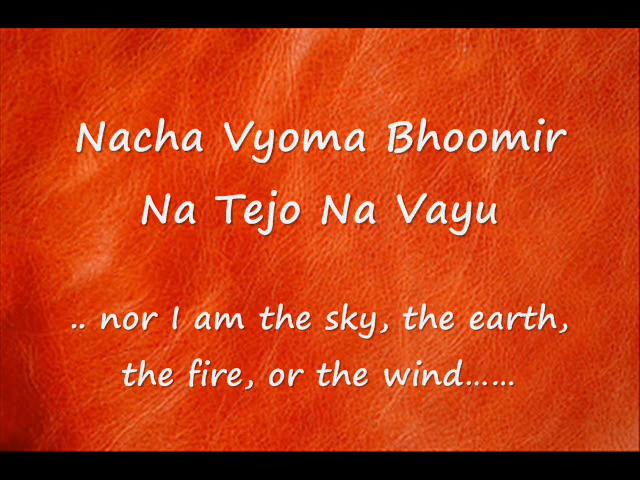 Nacha Vyoma Bhoomir
Na Tejo Na Vayu
.. nor I am the sky, the earth,
the fire, or the wind......